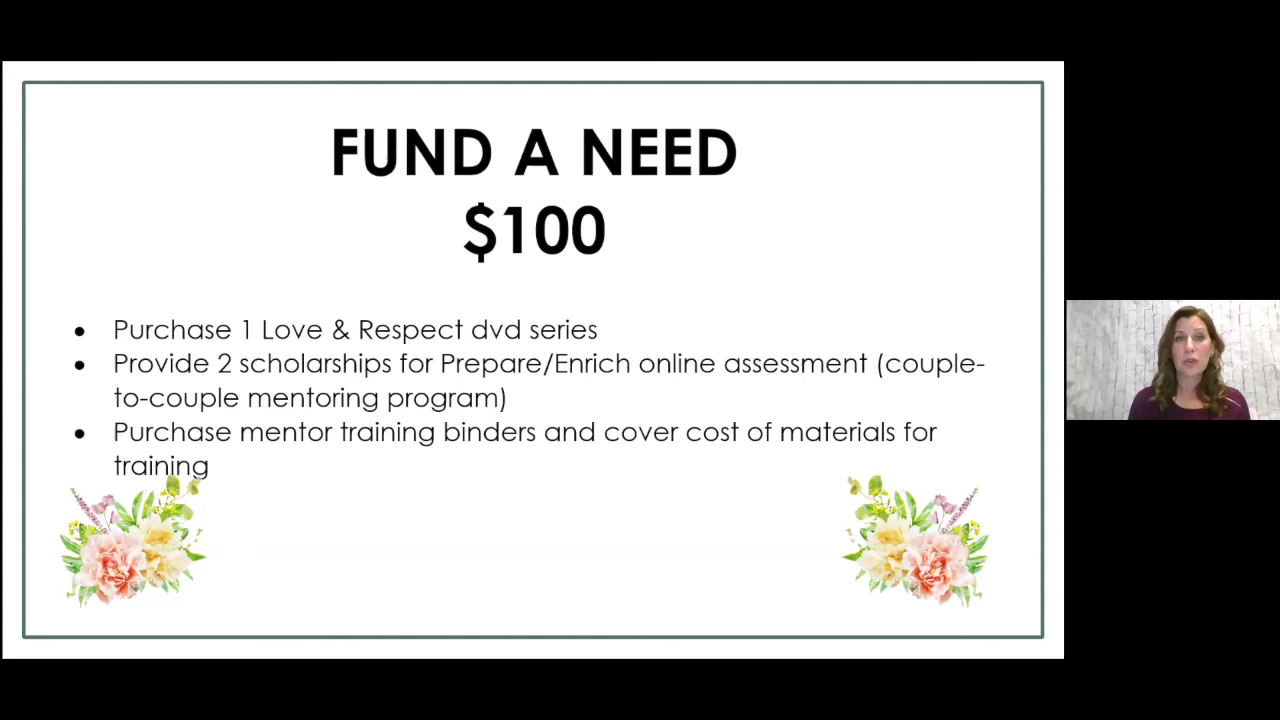 FUND A NEED
$100
• Purchase 1 Love & Respect dvd series
• Provide 2 scholarships for Prepare/Enrich online assessment (couple-
to-couple mentoring program)
• Purchase mentor training binders and cover cost of materials for
training